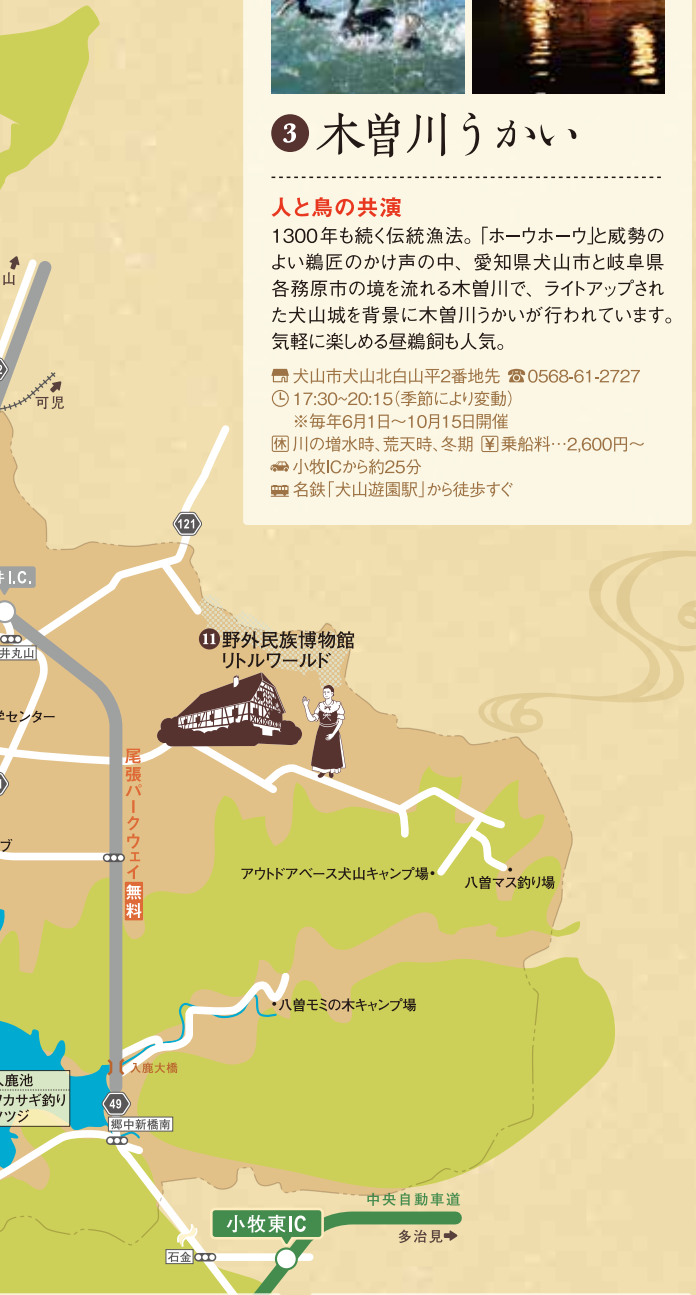 3 木曽川うかい
人と鳥の共演
1300年も続く伝統漁法。「ホーウホーウ」と威勢の
よい鵜匠のかけ声の中、愛知県犬山市と岐阜県
各務原市の境を流れる木曽川で、ライトアップされ
た犬山城を背景に木曽川うかいが行われています。
気軽に楽しめる昼鵜飼も人気。
犬山市犬山北白山平2番地先 ☎0568-61-2727
17:30~20:15(季節により変動)
※毎年6月1日〜10月15日開催
休 川の増水時、荒天時、冬期 ¥ 乗船料…2,600円〜
小牧ICから約25分
名鉄「犬山遊園駅」から徒歩すぐ
山
可児
121
I.C.
井丸山
11 野外民族博物館
リトルワールド
学センター
尾張パークウェイ 無料
ブ
アウトドアベース犬山キャンプ場
八曽マス釣り場
八曽モミの木キャンプ場
入鹿大橋
入鹿池
ワカサギ釣り
ツツジ
49
郷中新橋南
中央自動車道
小牧東IC
多治見➡
石金